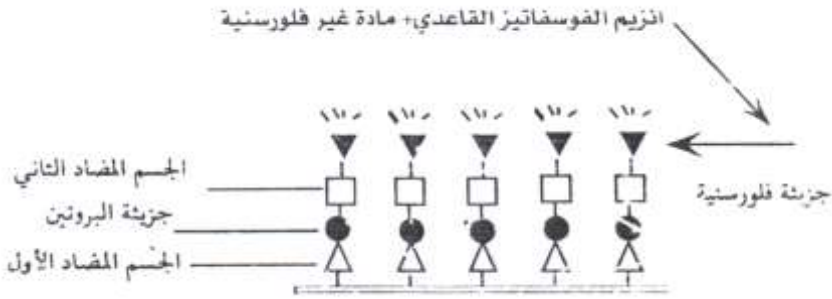 انزيم الفوسفاتيز القاعدي+ مادة غير فلورسنية
الجسم المضاد الثاني
جزيئة فلورسنية
جزيئة البروتين
الجسم المضاد الأول